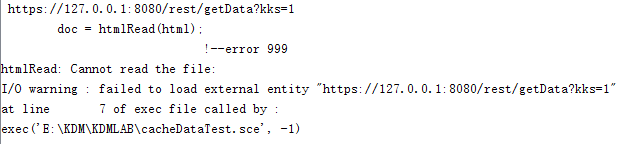 https://127.0.0.1:8080/rest/getData?kks=1
doc = htmlRead(html);
!--error 999
htmlRead: Cannot read the file:
I/O warning : failed to load external entity "https://127.0.0.1:8080/rest/getData?kks=1"
at line 7 of exec file called by :
exec('E:\KDM\KDMLAB\cacheDataTest.sce', -1)